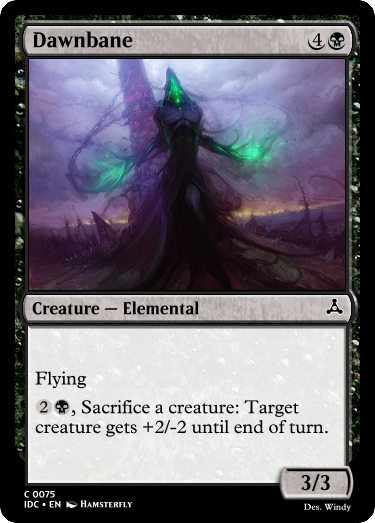 Dawnbane 4
Creature — Elemental
Flying
2, Sacrifice a creature: Target
creature gets +2/-2 until end of turn.
3/3
C 0075
IDC • EN Hamsterfly
Des. Windy